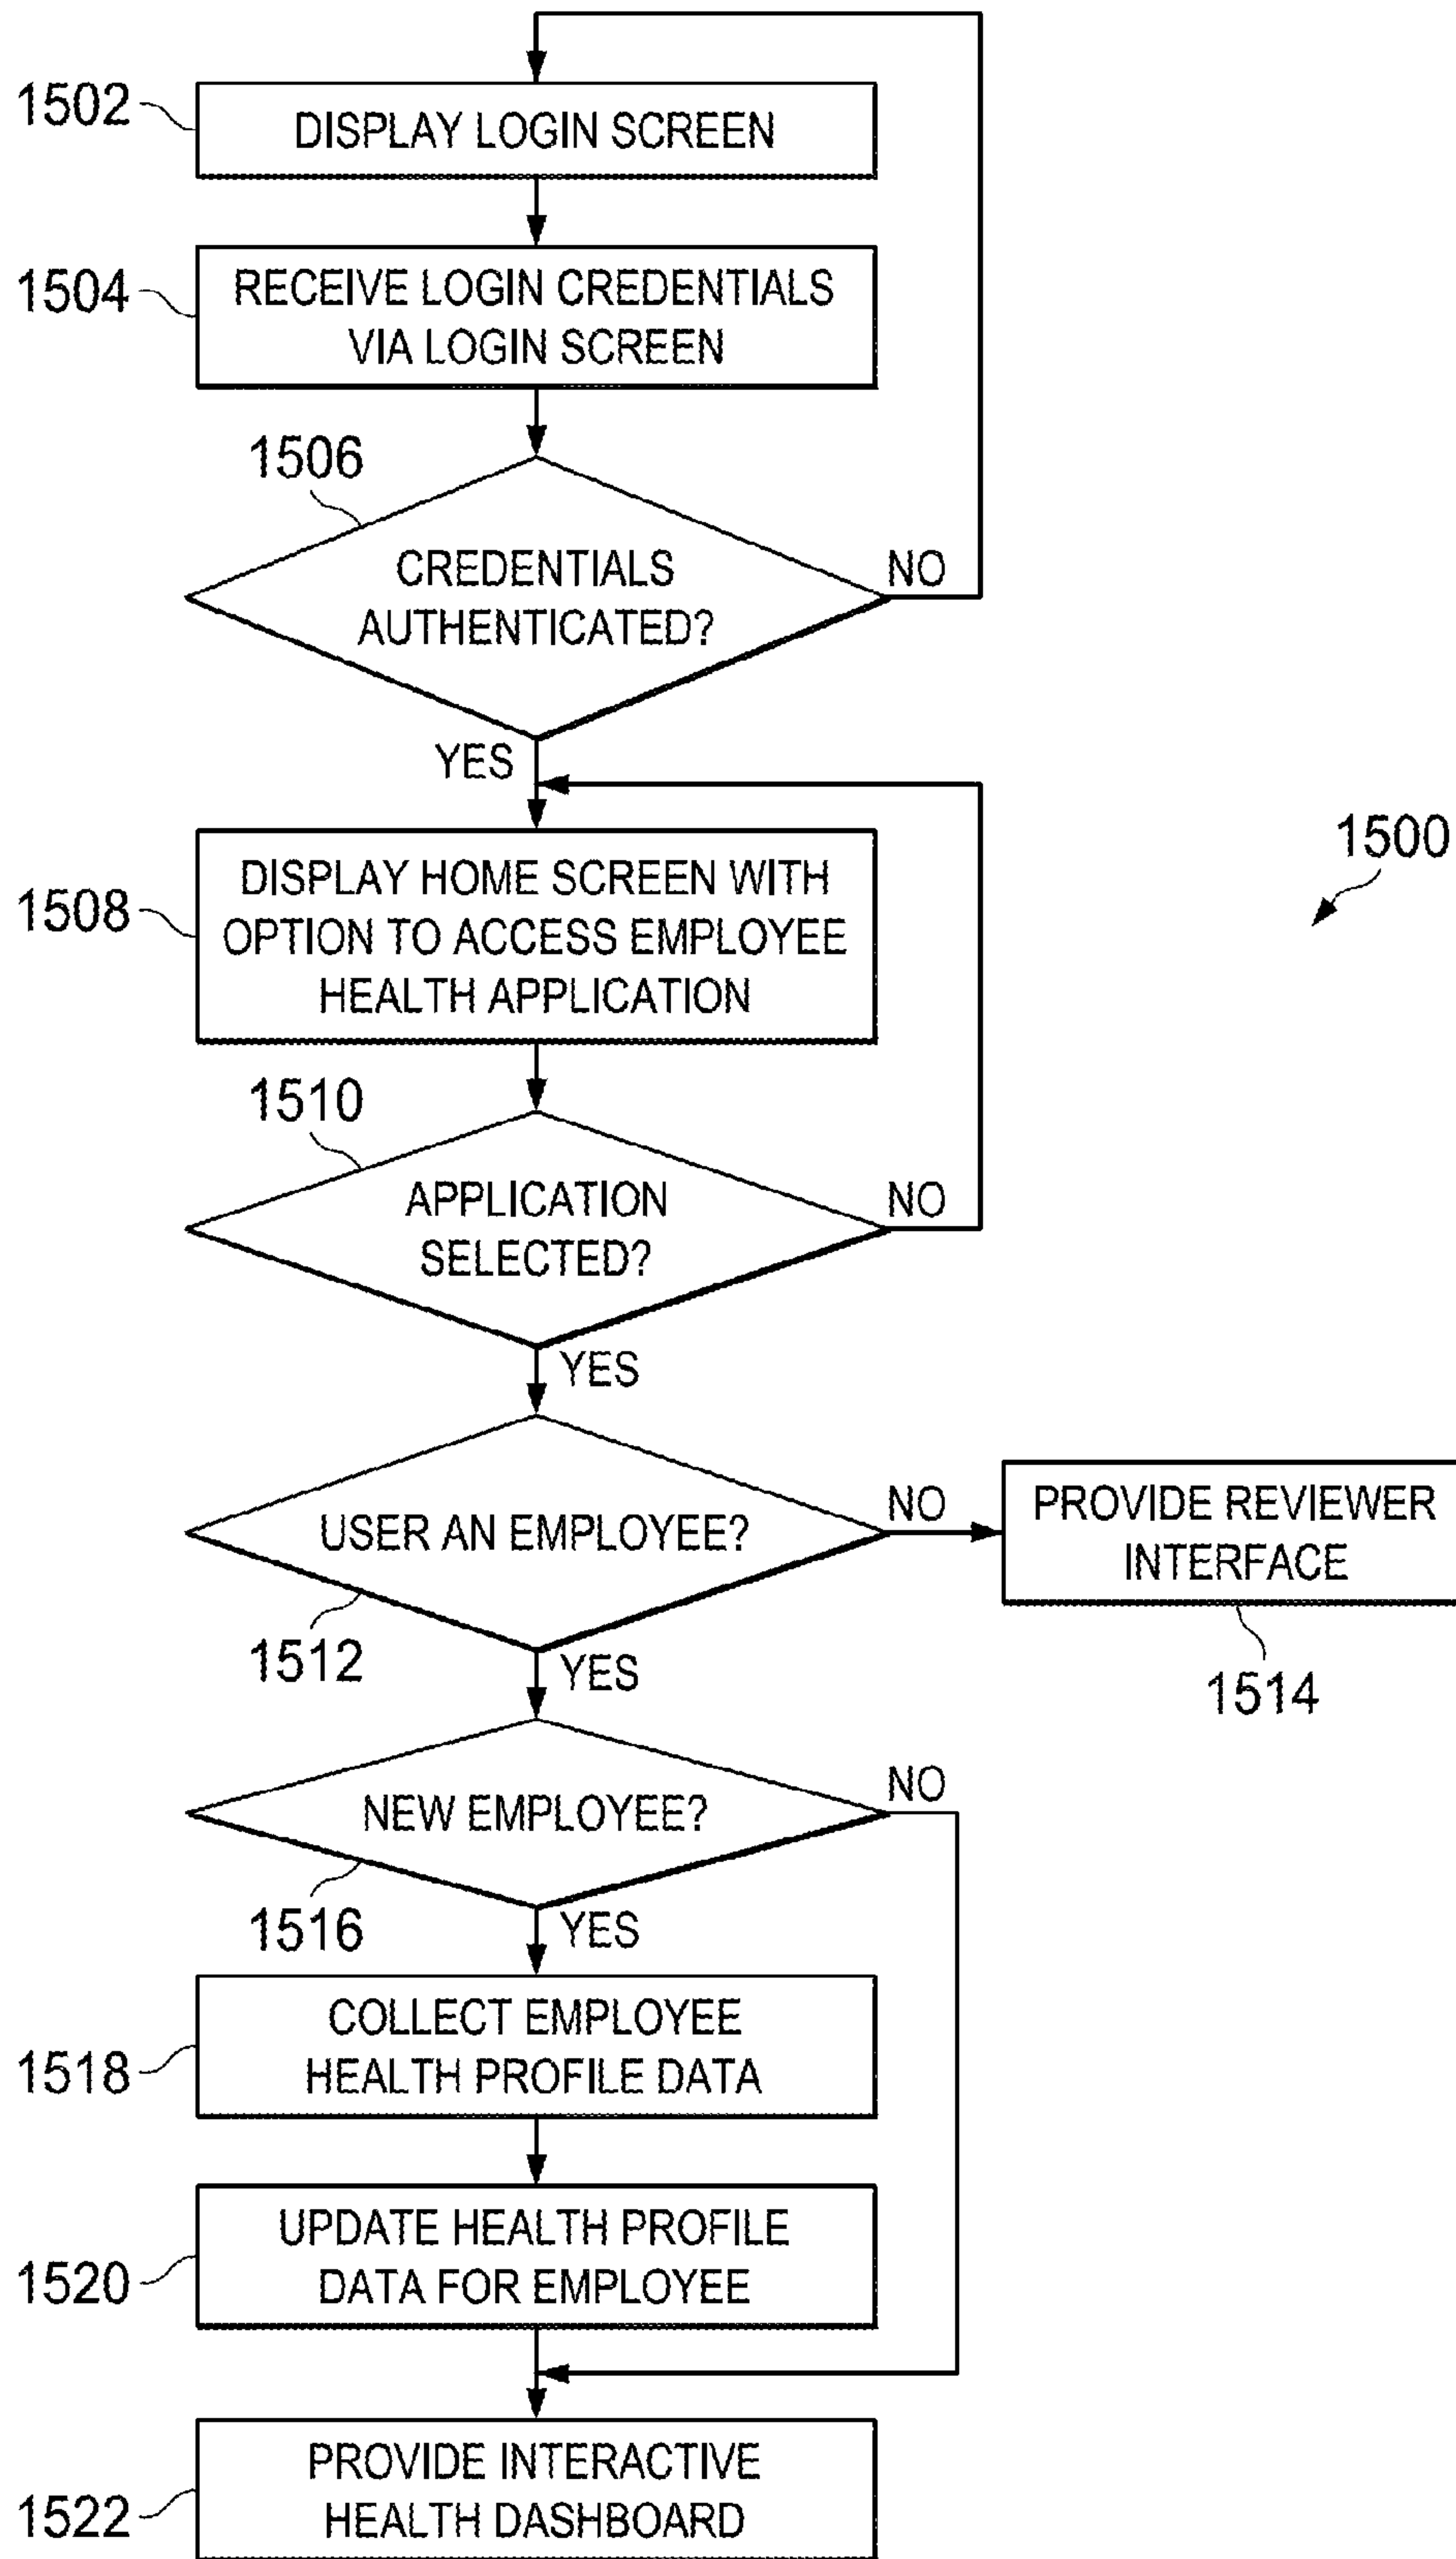 1502
DISPLAY LOGIN SCREEN
1504
RECEIVE LOGIN CREDENTIALS
VIA LOGIN SCREEN
1506
CREDENTIALS
AUTHENTICATED?
NO
YES
1508
DISPLAY HOME SCREEN WITH
OPTION TO ACCESS EMPLOYEE
HEALTH APPLICATION
1500
1510
APPLICATION
SELECTED?
NO
YES
USER AN EMPLOYEE?
NO
PROVIDE REVIEWER
INTERFACE
1512
1514
YES
NEW EMPLOYEE?
NO
1516
YES
1518
COLLECT EMPLOYEE
HEALTH PROFILE DATA
1520
UPDATE HEALTH PROFILE
DATA FOR EMPLOYEE
1522
PROVIDE INTERACTIVE
HEALTH DASHBOARD